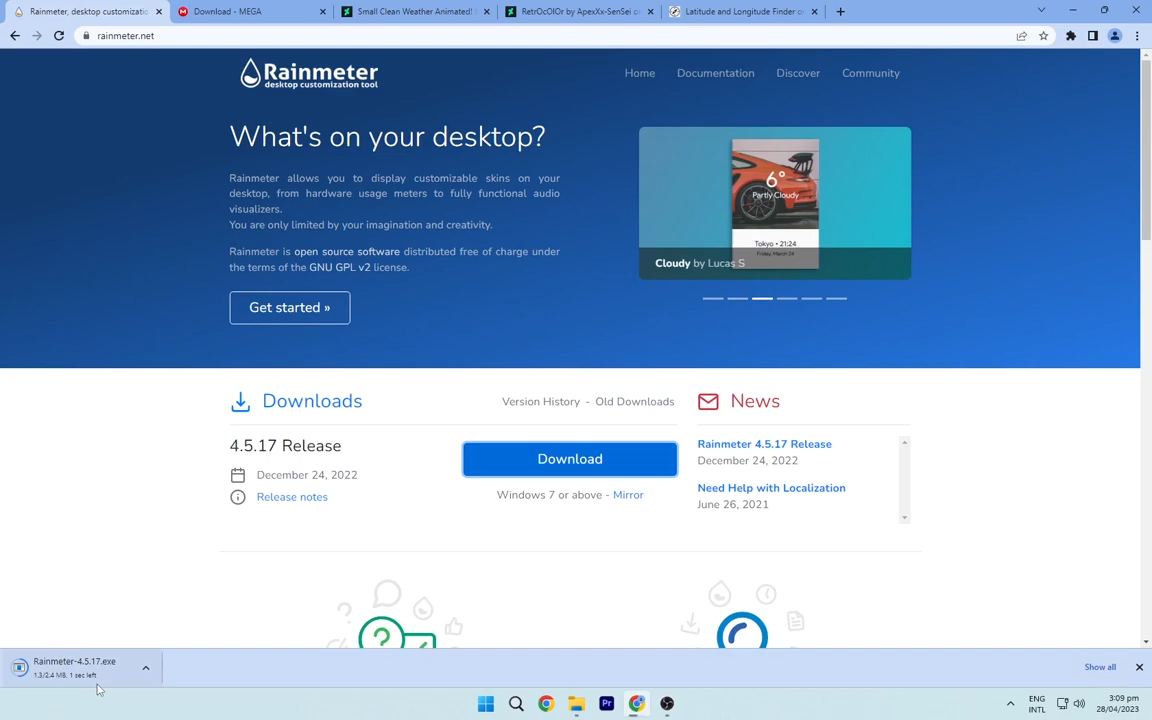 Rainmeter, desktop customizatio
Download - MEGA
Small Clean Weather Animated!
RetrOcOlOr by ApexXx-SenSei o
Latitude and Longitude Finder o
rainmeter.net
Rainmeter
desktop customization tool
Home
Documentation
Discover
Community
What's on your desktop?
Rainmeter allows you to display customizable skins on your
desktop, from hardware usage meters to fully functional audio
visualizers.
You are only limited by your imagination and creativity.
Rainmeter is open source software distributed free of charge under
the terms of the GNU GPL v2 license.
Get started »
6°
Partly Cloudy
Tokyo • 21:24
Friday, March 24
Cloudy by Lucas S
Downloads
Version History - Old Downloads
News
4.5.17 Release
December 24, 2022
Release notes
Download
Windows 7 or above - Mirror
Rainmeter 4.5.17 Release
December 24, 2022
Need Help with Localization
June 26, 2021
Rainmeter-4.5.17.exe
1.3/2.4 MB, 1 sec left
Show all
Pr
ENG
INTL
3:09 pm
28/04/2023